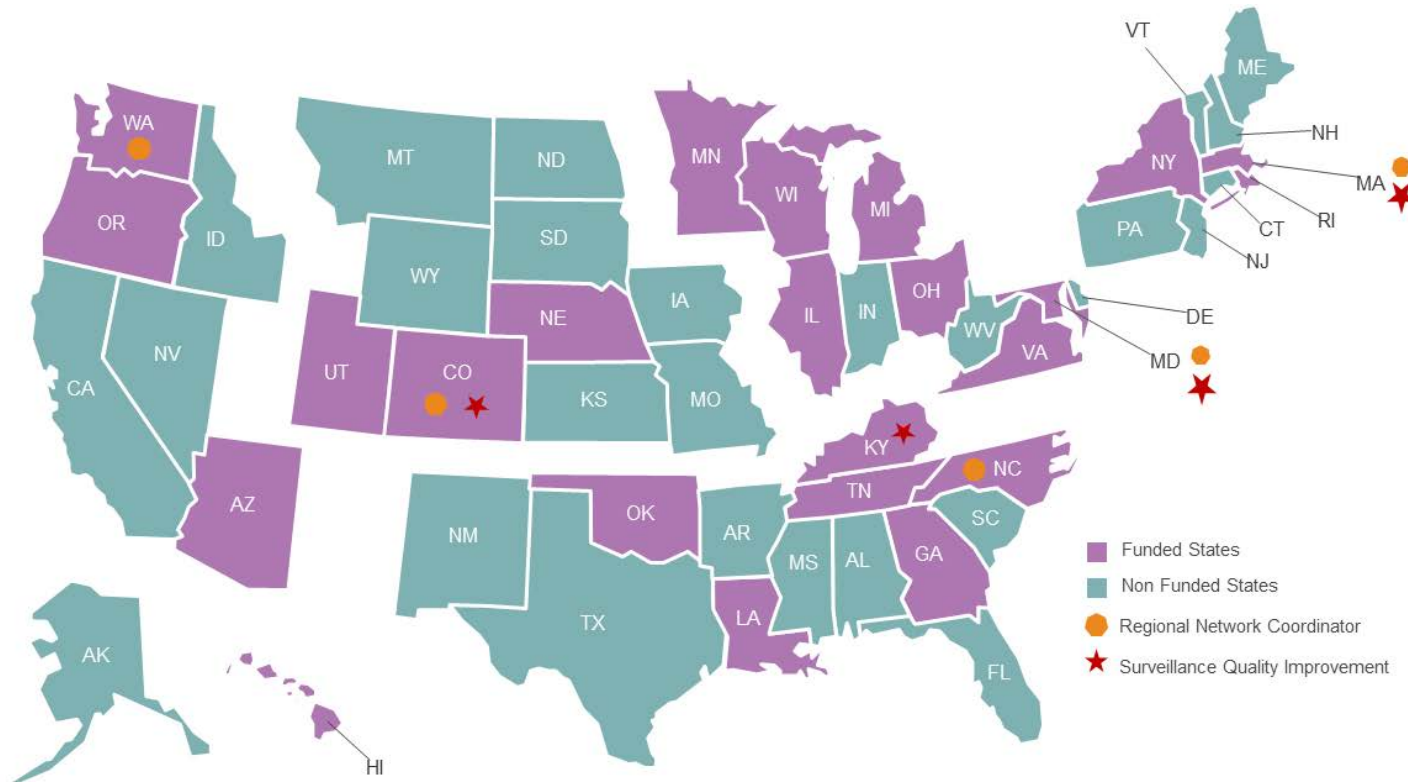 VT
ME
WA
MT
ND
MN
NH
NY
WI
MA
OR
MI
ID
SD
RI
PA
CT
WY
NJ
IA
OH
NE
IL
IN
DE
WV
NV
UT
CO
VA
MD
CA
KS
MO
KY
NC
TN
AZ
OK
SC
NM
AR
GA
MS
AL
Funded States
Non Funded States
LA
TX
Regional Network Coordinator
AK
FL
Surveillance Quality Improvement
HI